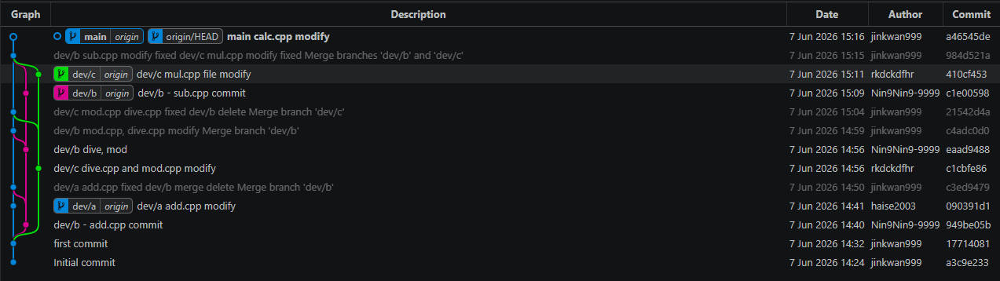 Graph Description Date Author Commit
main origin origin/HEAD main calc.cpp modify 7 Jun 2026 15:16 jinkwan999 a46545de
dev/b sub.cpp modify fixed dev/c mul.cpp modify fixed Merge branches 'dev/b' and 'dev/c' 7 Jun 2026 15:15 jinkwan999 984d521a
dev/c origin dev/c mul.cpp file modify 7 Jun 2026 15:11 rkdckdfhr 410cf453
dev/b origin dev/b - sub.cpp commit 7 Jun 2026 15:09 Nin9Nin9-9999 c1e00598
dev/c mod.cpp dive.cpp fixed dev/b delete Merge branch 'dev/c' 7 Jun 2026 15:04 jinkwan999 21542d4a
dev/b mod.cpp, dive.cpp modify Merge branch 'dev/b' 7 Jun 2026 14:59 jinkwan999 c4adc0d0
dev/b dive, mod 7 Jun 2026 14:56 Nin9Nin9-9999 eaad9488
dev/c dive.cpp and mod.cpp modify 7 Jun 2026 14:56 rkdckdfhr c1cbfe86
dev/a add.cpp fixed dev/b merge delete Merge branch 'dev/b' 7 Jun 2026 14:50 jinkwan999 c3ed9479
dev/a origin dev/a add.cpp modify 7 Jun 2026 14:41 haise2003 090391d1
dev/b - add.cpp commit 7 Jun 2026 14:40 Nin9Nin9-9999 949be05b
first commit 7 Jun 2026 14:32 jinkwan999 17714081
Initial commit 7 Jun 2026 14:24 jinkwan999 a3c9e233